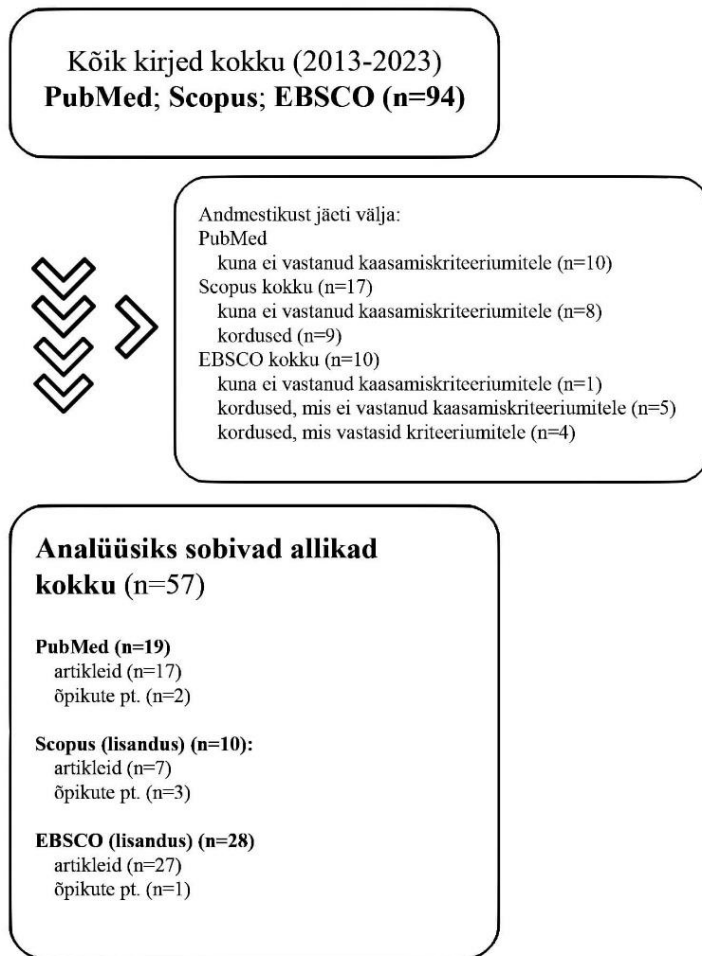 Kõik kirjed kokku (2013-2023)
PubMed; Scopus; EBSCO (n=94)
Andmestikust jäeti välja:
PubMed
kuna ei vastanud kaasamiskriteeriumitele (n=10)
Scopus kokku (n=17)
kuna ei vastanud kaasamiskriteeriumitele (n=8)
kordused (n=9)
EBSCO kokku (n=10)
kuna ei vastanud kaasamiskriteeriumitele (n=1)
kordused, mis ei vastanud kaasamiskriteeriumitele (n=5)
kordused, mis vastasid kriteeriumitele (n=4)
Analüüsiks sobivad allikad
kokku (n=57)
PubMed (n=19)
artikleid (n=17)
õpikute pt. (n=2)
Scopus (lisandus) (n=10):
artikleid (n=7)
õpikute pt. (n=3)
EBSCO (lisandus) (n=28)
artikleid (n=27)
õpikute pt. (n=1)